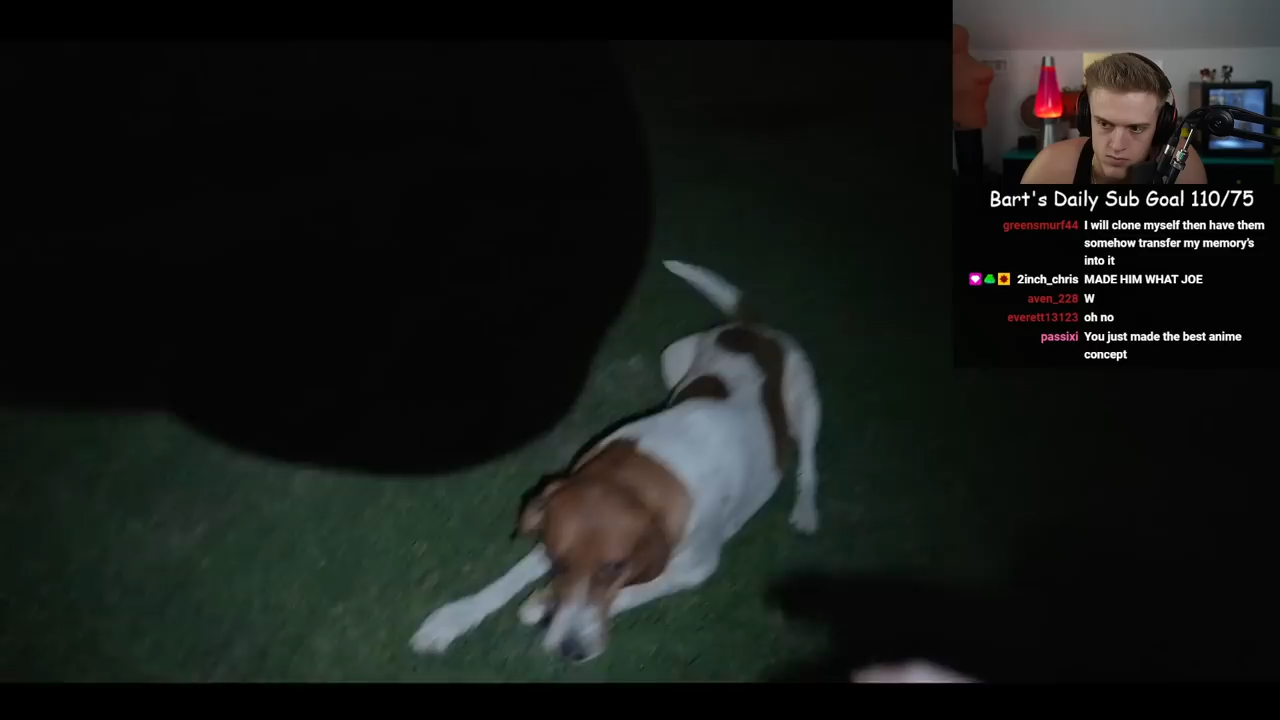 Bart's Daily Sub Goal 110/75
greensmurf44 I will clone myself then have them
somehow transfer my memory's
into it
2inch_chris MADE HIM WHAT JOE
aven_228 W
everett13123 oh no
passixi You just made the best anime
concept